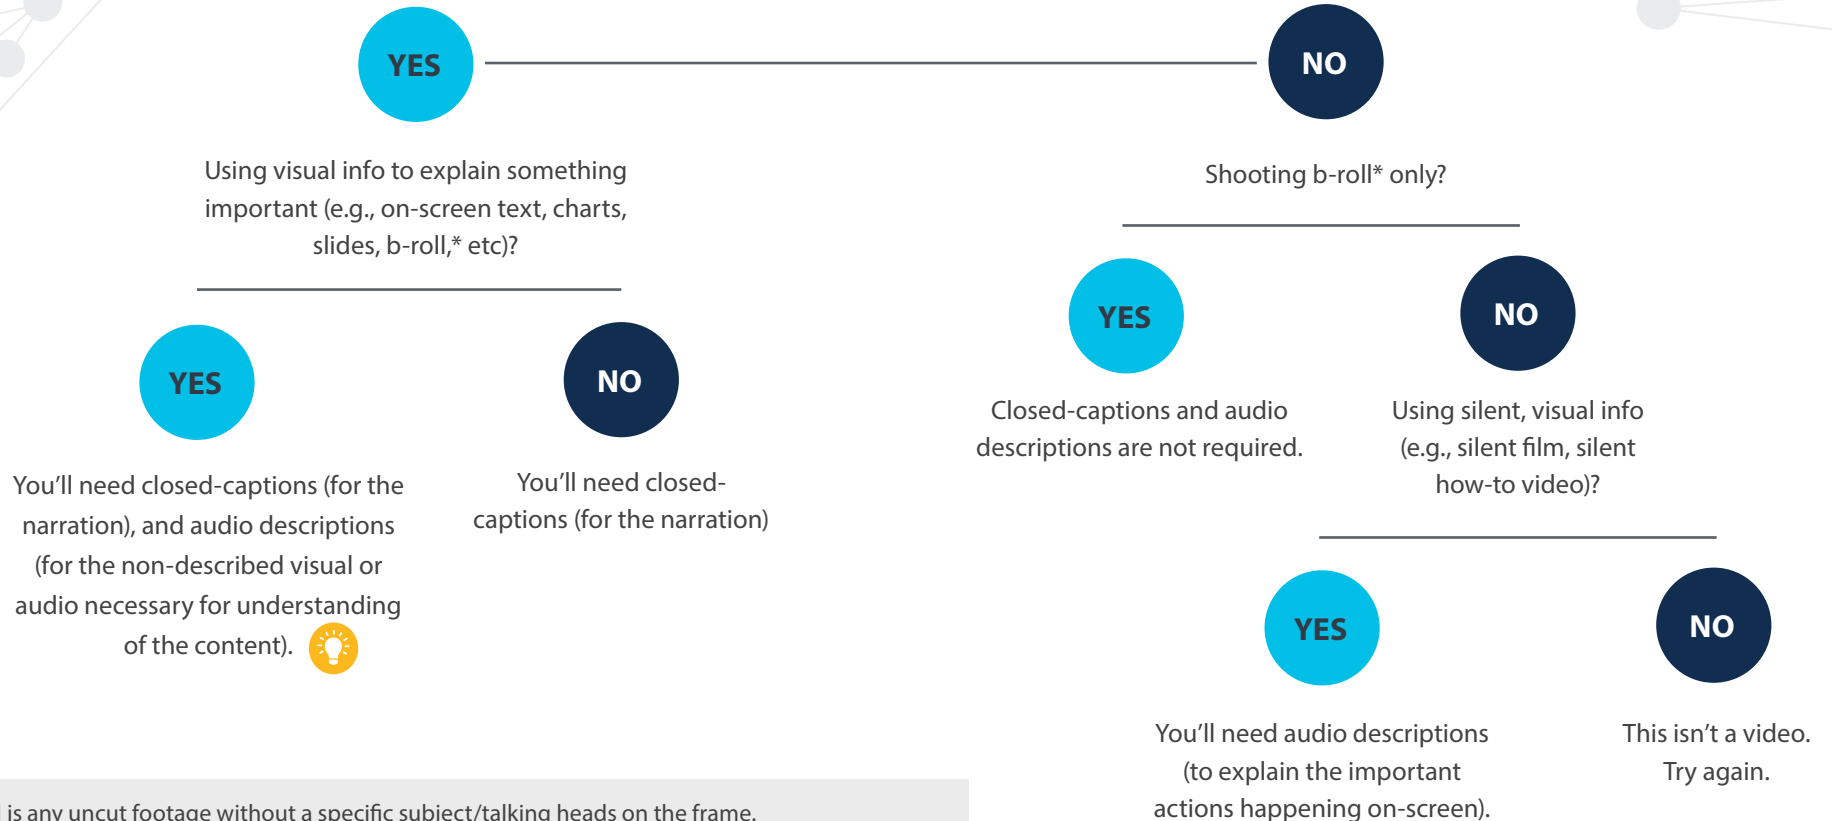 YES
NO
Using visual info to explain something
important (e.g., on-screen text, charts,
slides, b-roll,* etc)?
Shooting b-roll* only?
YES
NO
YES
NO
You’ll need closed-captions (for the
narration), and audio descriptions
(for the non-described visual or
audio necessary for understanding
of the content).
You’ll need closed-
captions (for the narration)
Closed-captions and audio
descriptions are not required.
Using silent, visual info
(e.g., silent film, silent
how-to video)?
YES
NO
You’ll need audio descriptions
(to explain the important
actions happening on-screen).
This isn’t a video.
Try again.
is any uncut footage without a specific subject/talking heads on the frame.